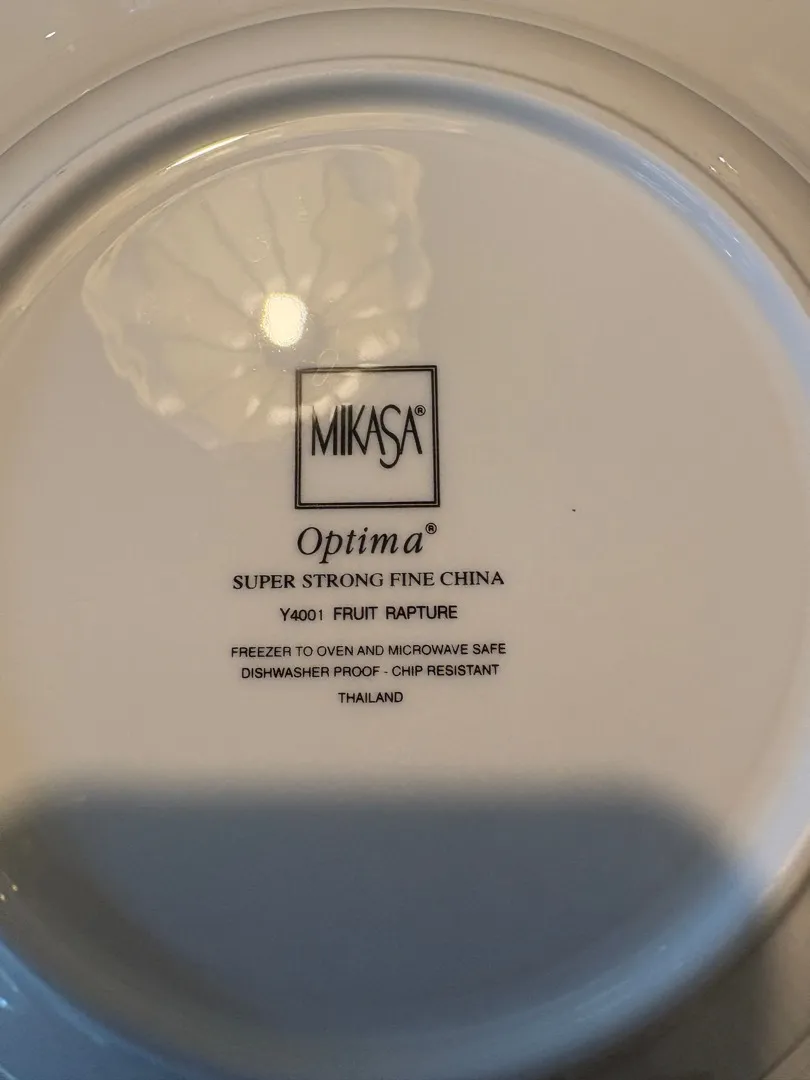 MIKASA®
Optima®
SUPER STRONG FINE CHINA
Y4001 FRUIT RAPTURE
FREEZER TO OVEN AND MICROWAVE SAFE
DISHWASHER PROOF - CHIP RESISTANT
THAILAND